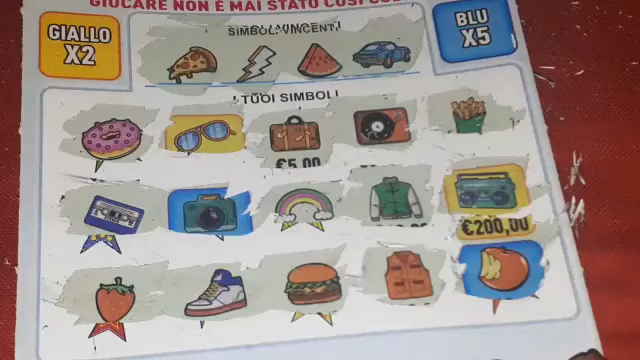 GIOCARE NON È MAI STATO COSÌ
GIALLO
X2
BLU
X5
SIMBOLI VINCENTI
I TUOI SIMBOLI
€5,00
€200,00